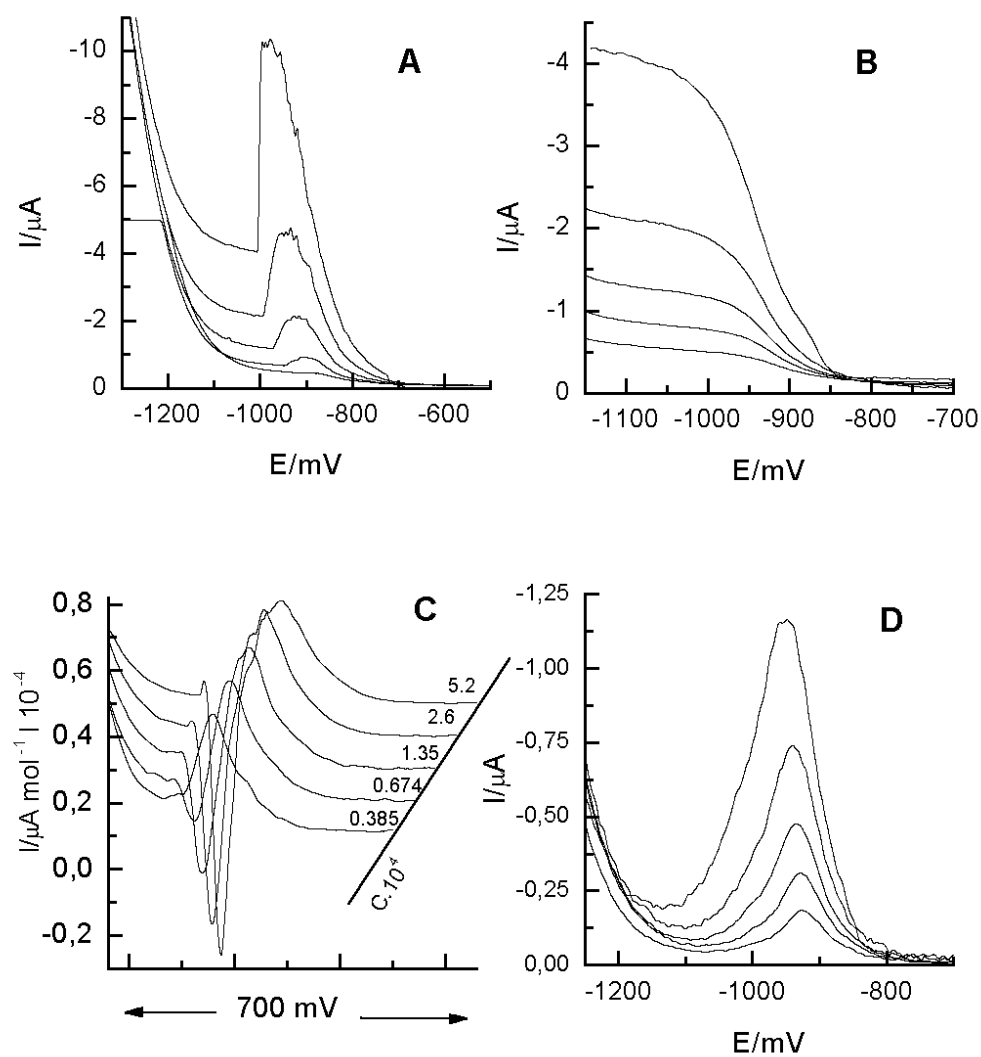 A
-10
-8
-6
-4
-2
0
I/μA
-1200 -1000 -800 -600
E/mV
B
-4
-3
-2
-1
0
I/μA
-1100 -1000 -900 -800 -700
E/mV
C
0,8
0,6
0,4
0,2
0,0
-0,2
I/μA mol⁻¹ l 10⁻⁴
5.2
2.6
1.35
0.674
0.385
C.10⁴
700 mV
D
-1,25
-1,00
-0,75
-0,50
-0,25
0,00
I/μA
-1200 -1000 -800
E/mV